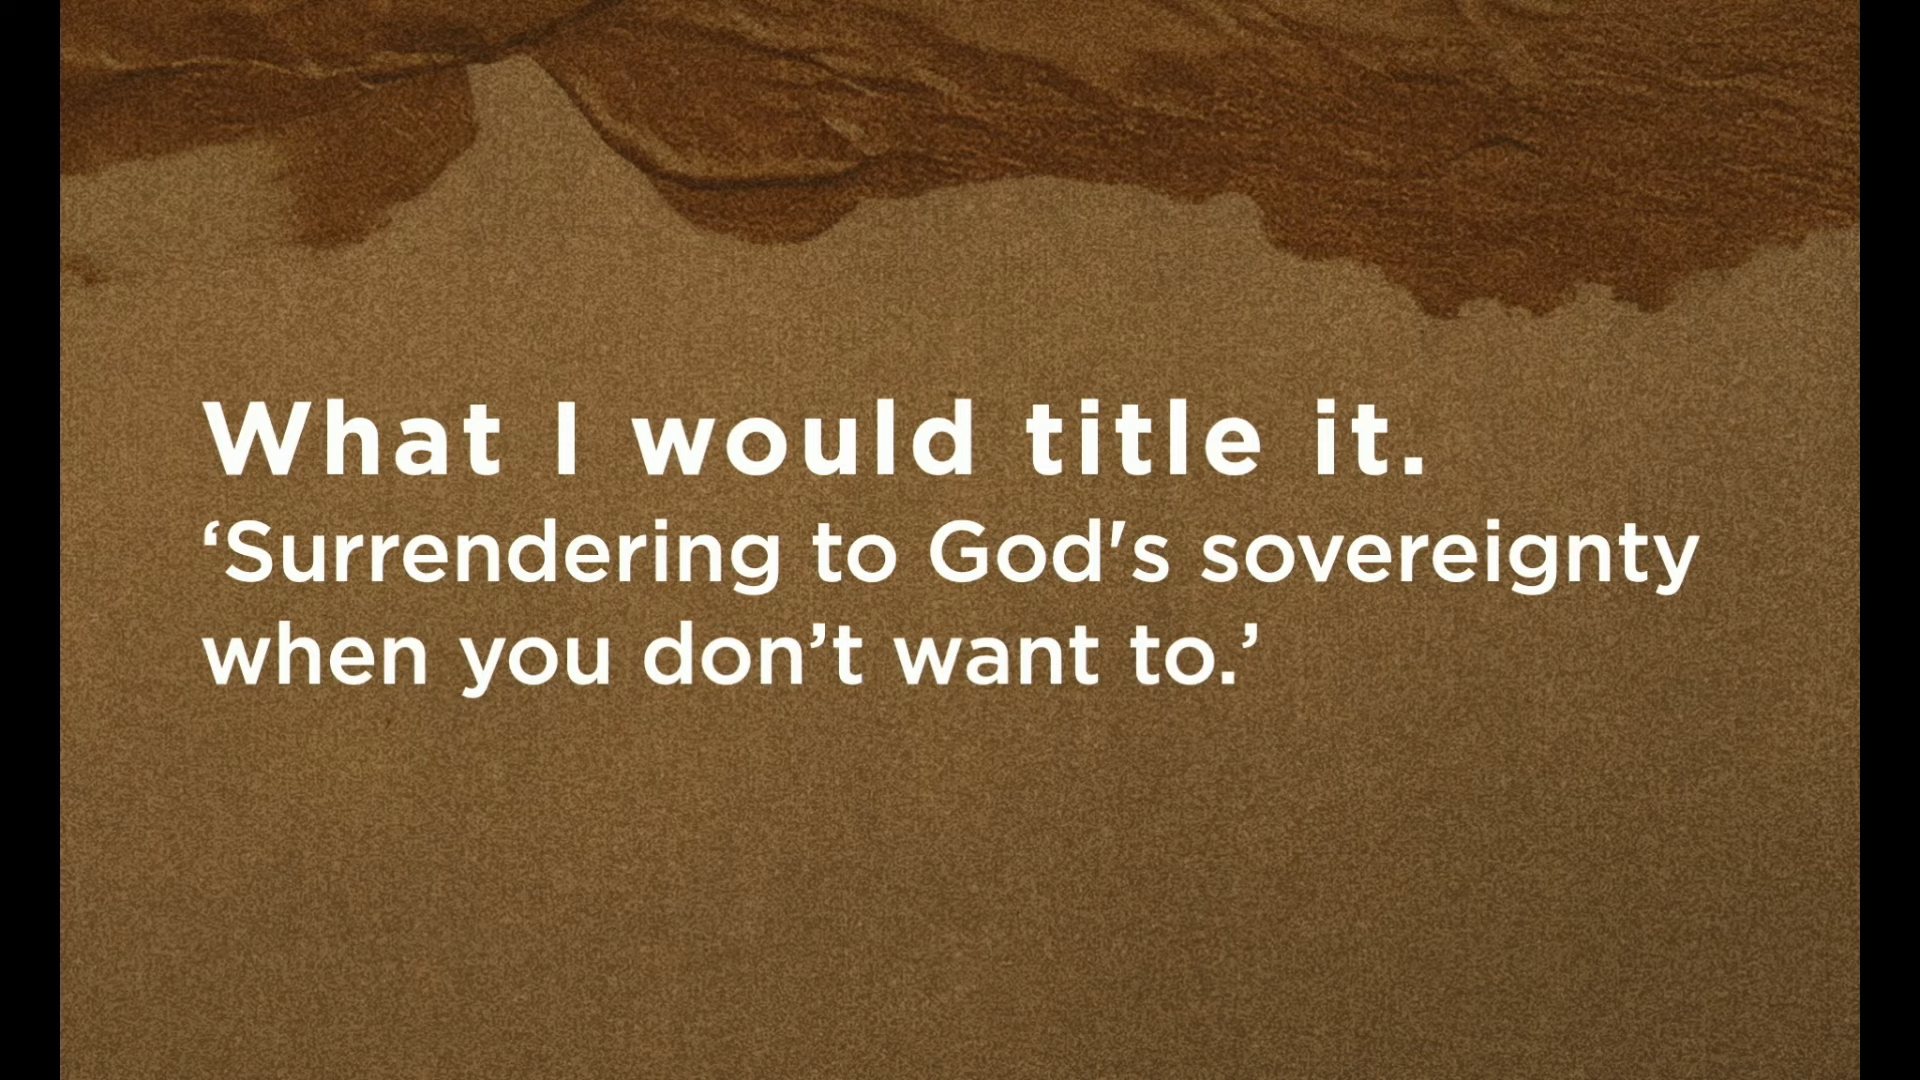 What I would title it.
‘Surrendering to God's sovereignty
when you don’t want to.’